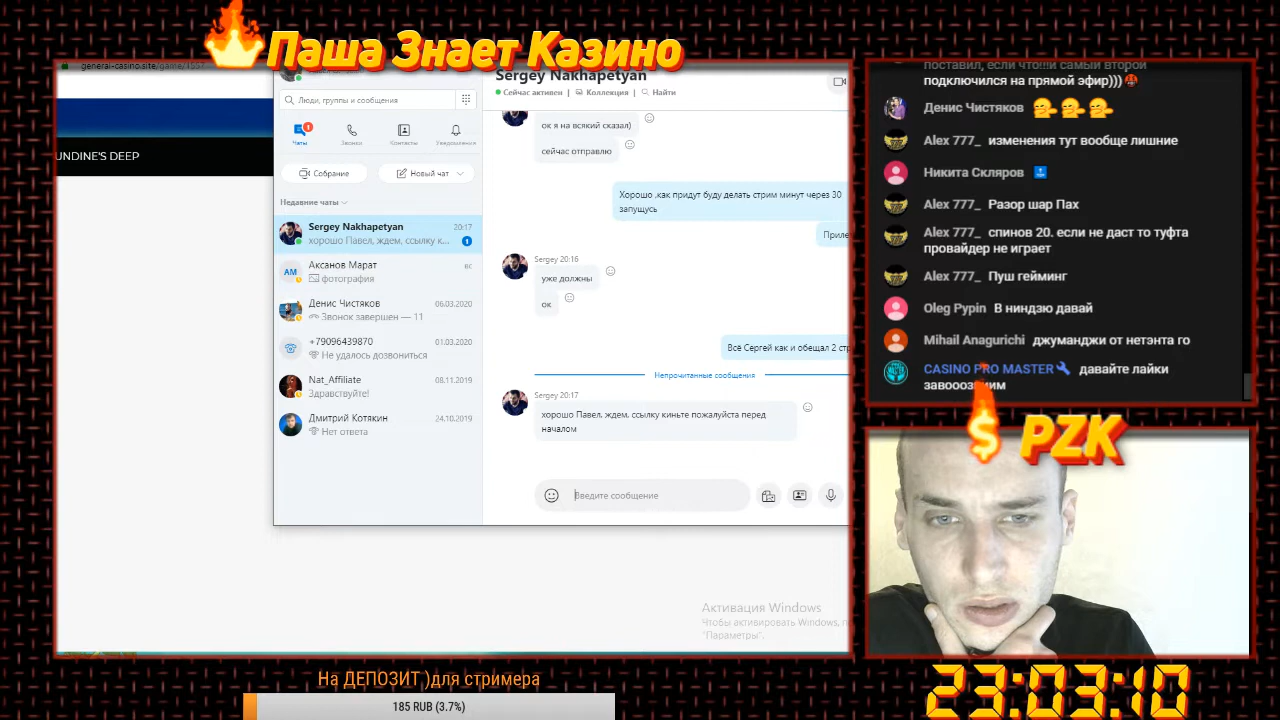 Паша Знает Казино
general-casino.site/game/4557
UNDINE'S DEEP
Люди, группы и сообщения
1
Чаты
Звонки
Контакты
Уведомления
Собрание
Новый чат
Недавние чаты
Sergey Nakhapetyan
20:17
хорошо Павел, ждем, ссылку к...
1
АМ
Аксанов Марат
вс
фотография
Денис Чистяков
06.03.2020
Звонок завершен — 11
+79096439870
01.03.2020
Не удалось дозвониться
Nat_Affiliate
08.11.2019
Здравствуйте!
Дмитрий Котякин
24.10.2019
Нет ответа
Sergey Nakhapetyan
Сейчас активен | Коллекция | Найти
ок я на всякий сказал)
сейчас отправлю
Хорошо ,как придут буду делать стрим минут через 30
запущусь
Приле
Sergey 20:16
уже должны
ок
Всё Сергей как и обещал 2 стр
Непрочитанные сообщения
Sergey 20:17
хорошо Павел, ждем, ссылку киньте пожалуйста перед
началом
Введите сообщение
Активация Windows
Чтобы активировать Windows, п
"Параметры".
поставил, если что!!!и самый второй
подключился на прямой эфир)))
Денис Чистяков
Alex 777_ изменения тут вообще лишние
Никита Скляров
Alex 777_ Разор шар Пах
Alex 777_ спинов 20. если не даст то туфта
провайдер не играет
Alex 777_ Пуш гейминг
Oleg Pypin В ниндзю давай
Mihail Anagurichi джуманджи от нетэнта го
CASINO PRO MASTER давайте лайки
$ PZK
На ДЕПОЗИТ )для стримера
185 RUB (3.7%)
23:03:10